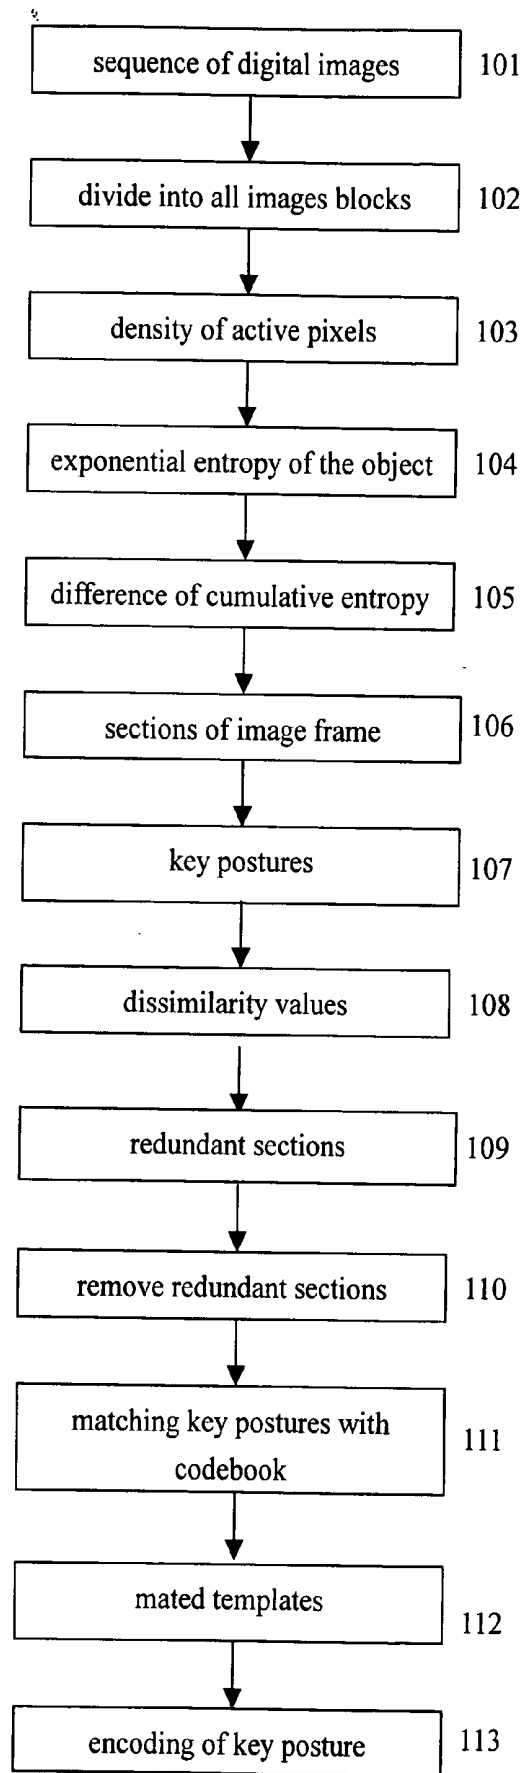 sequence of digital images 101
divide into all images blocks 102
density of active pixels 103
exponential entropy of the object 104
difference of cumulative entropy 105
sections of image frame 106
key postures 107
dissimilarity values 108
redundant sections 109
remove redundant sections 110
matching key postures with
codebook
111
mated templates 112
encoding of key posture 113